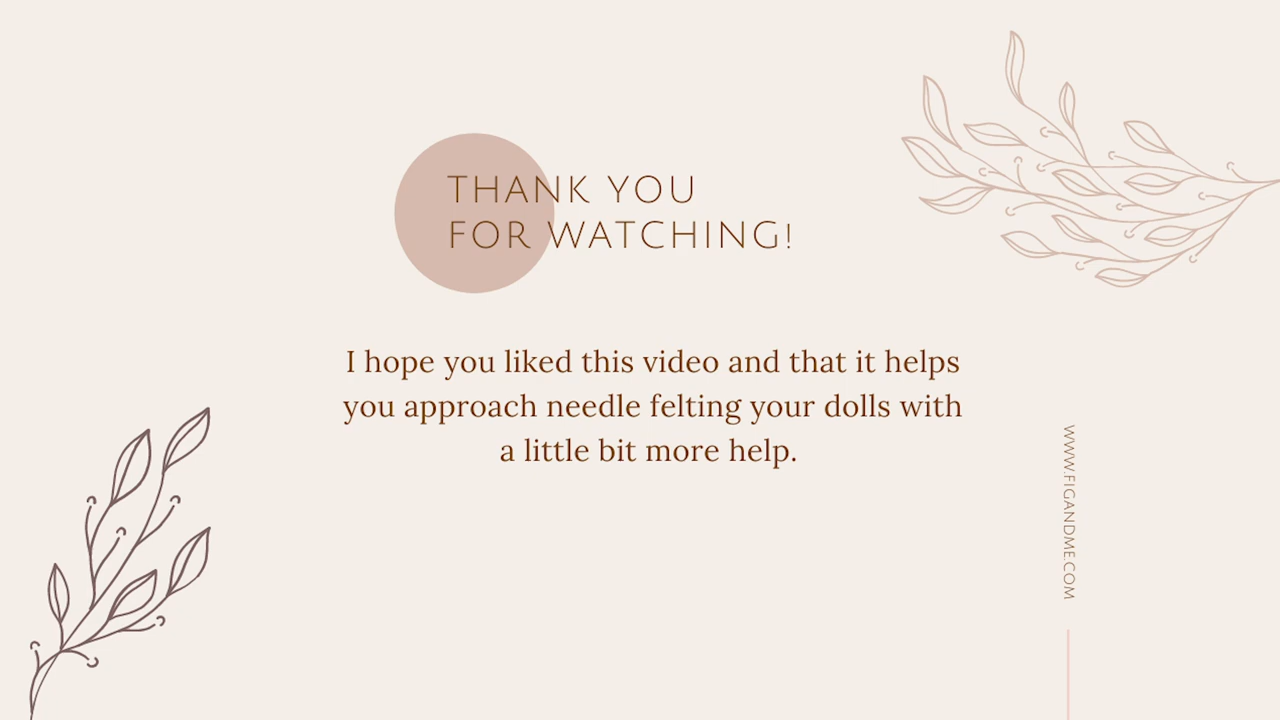 THANK YOU
FOR WATCHING!
I hope you liked this video and that it helps
you approach needle felting your dolls with
a little bit more help.
WWW.FIGANDME.COM